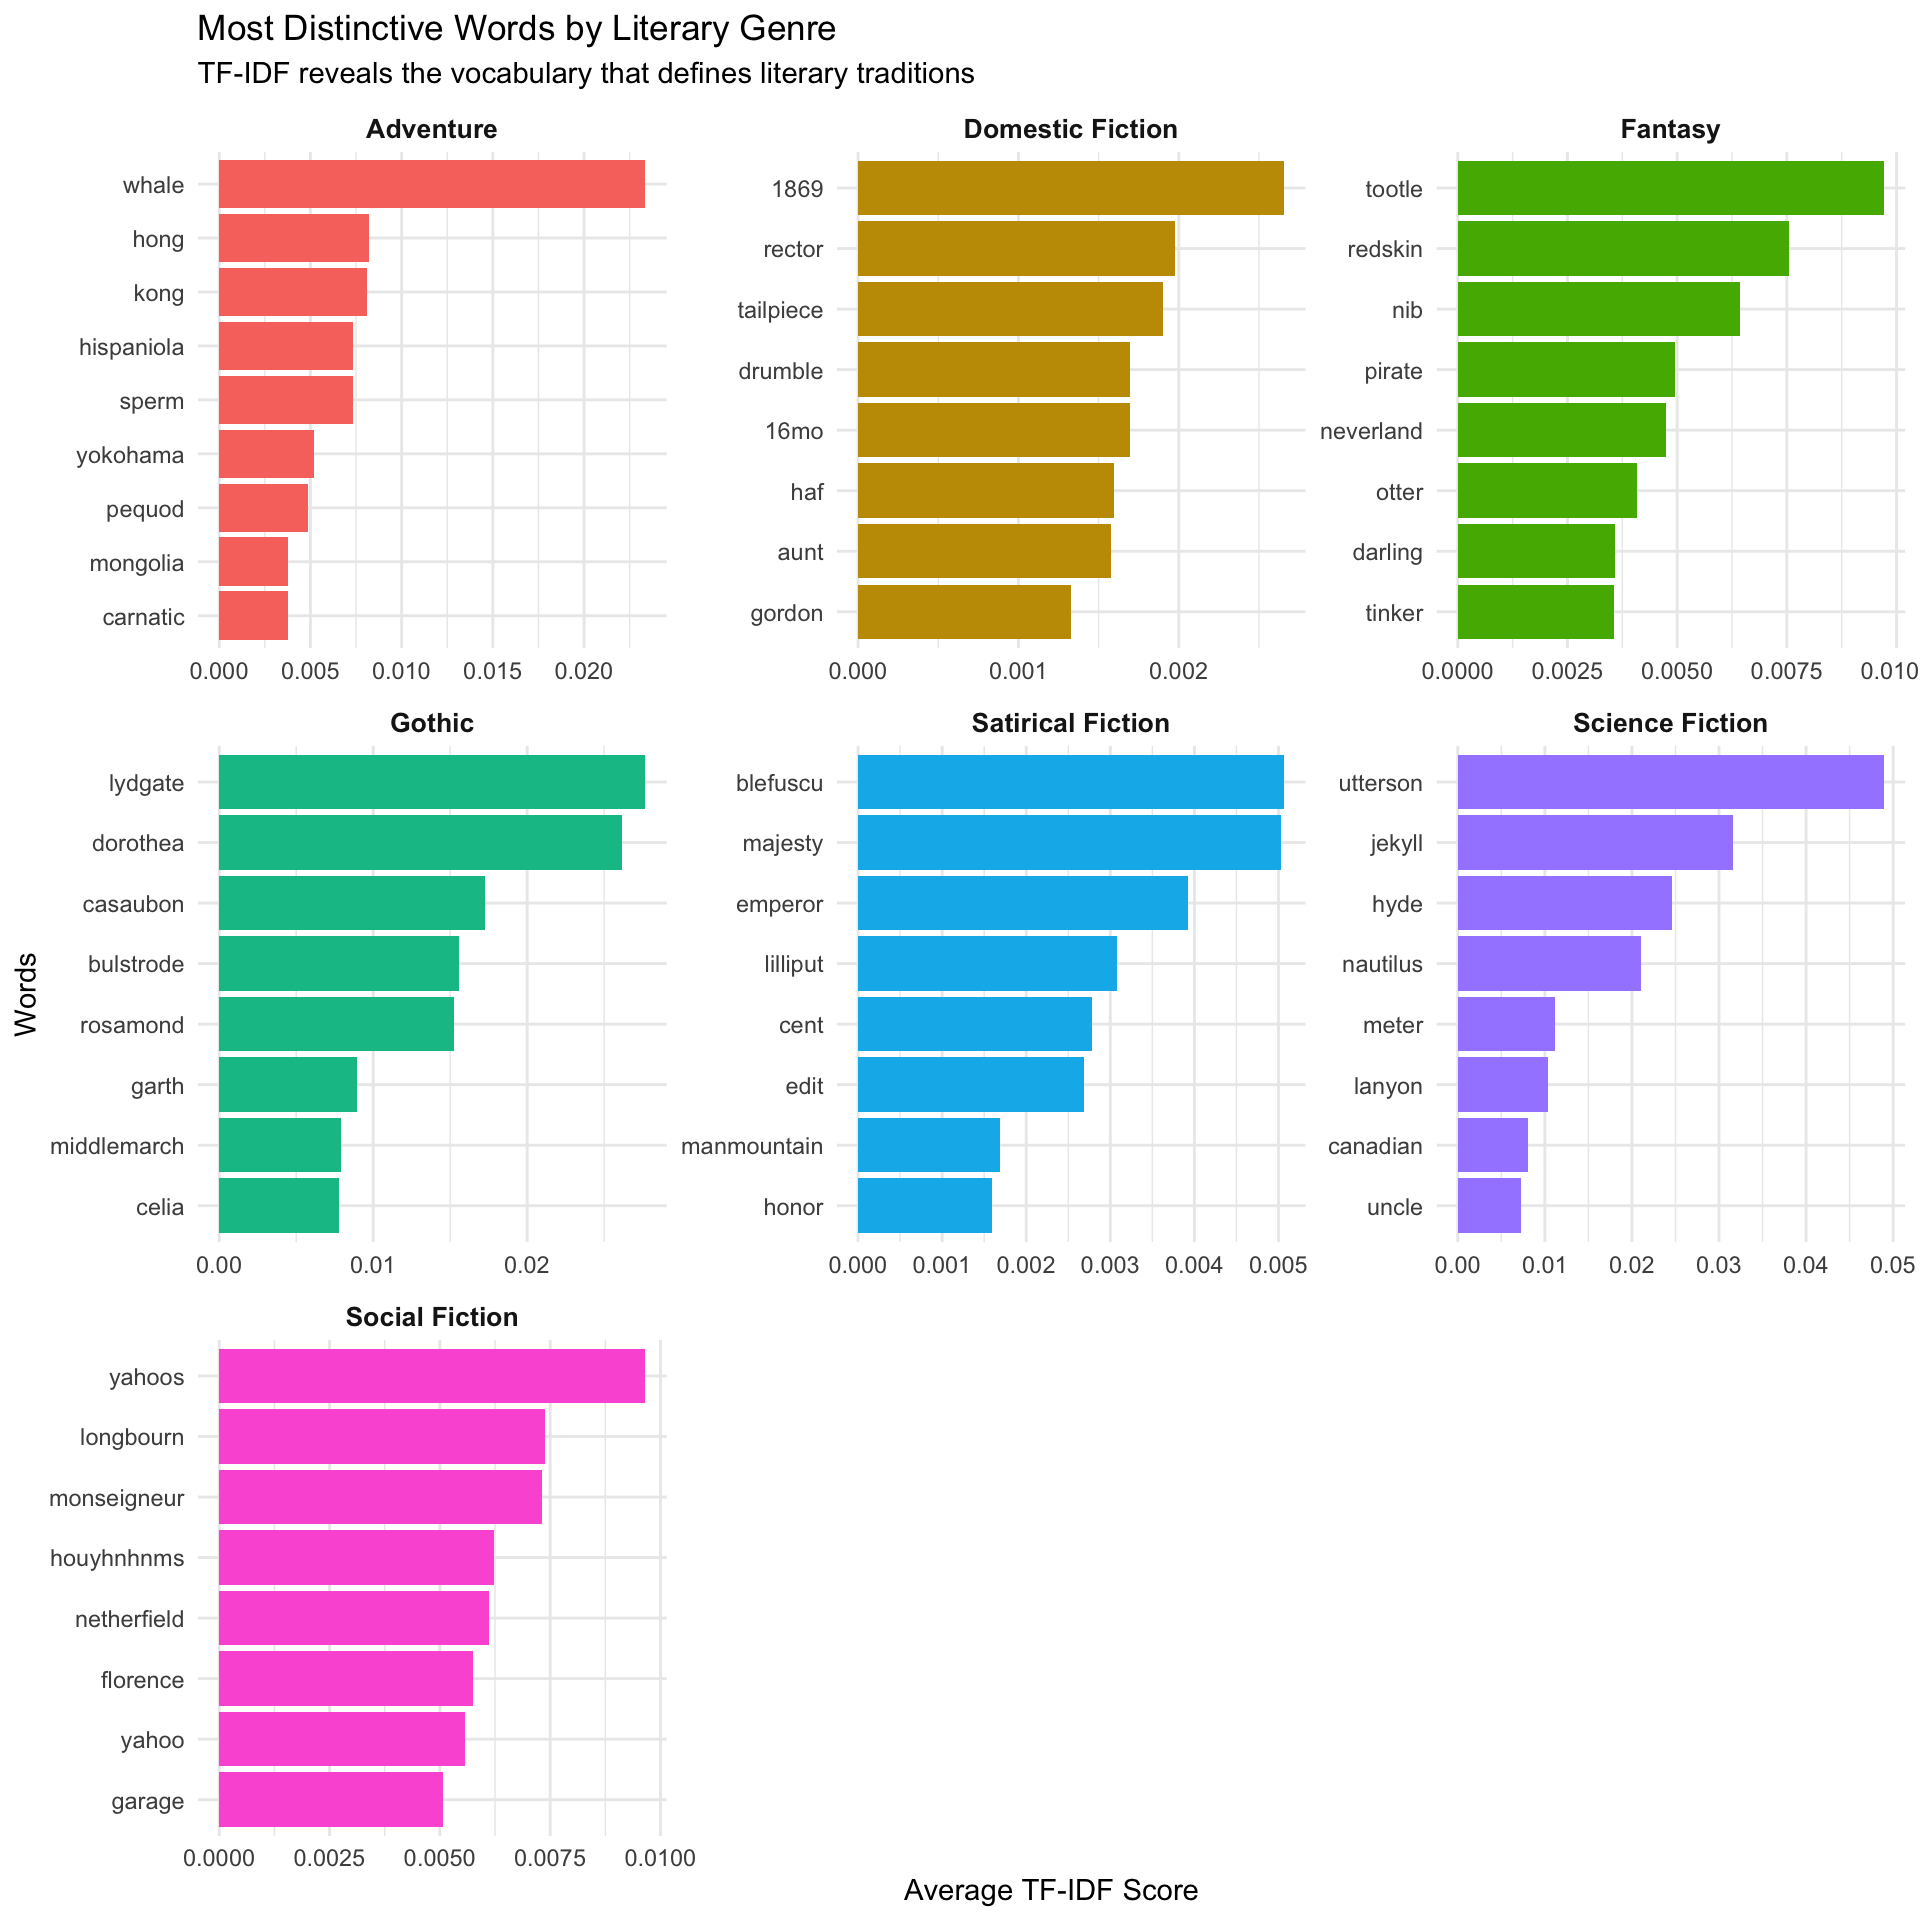 Most Distinctive Words by Literary Genre
TF-IDF reveals the vocabulary that defines literary traditions
Adventure
whale
hong
kong
hispaniola
sperm
yokohama
pequod
mongolia
carnatic
0.000 0.005 0.010 0.015 0.020
Domestic Fiction
1869
rector
tailpiece
drumble
16mo
haf
aunt
gordon
0.000 0.001 0.002
Fantasy
tootle
redskin
nib
pirate
neverland
otter
darling
tinker
0.0000 0.0025 0.0050 0.0075 0.010
Gothic
lydgate
dorothea
casaubon
bulstrode
rosamond
garth
middlemarch
celia
0.00 0.01 0.02
Satirical Fiction
blefuscu
majesty
emperor
lilliput
cent
edit
manmountain
honor
0.000 0.001 0.002 0.003 0.004 0.005
Science Fiction
utterson
jekyll
hyde
nautilus
meter
lanyon
canadian
uncle
0.00 0.01 0.02 0.03 0.04 0.05
Social Fiction
yahoos
longbourn
monseigneur
houyhnhnms
netherfield
florence
yahoo
garage
0.0000 0.0025 0.0050 0.0075 0.0100
Words
Average TF-IDF Score